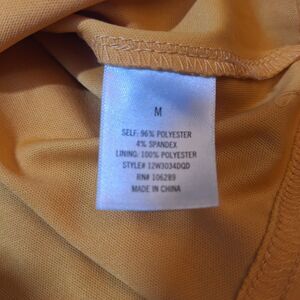 M
SELF: 96% POLYESTER
4% SPANDEX
LINING: 100% POLYESTER
STYLE# 12W3034DQD
RN# 106289
MADE IN CHINA